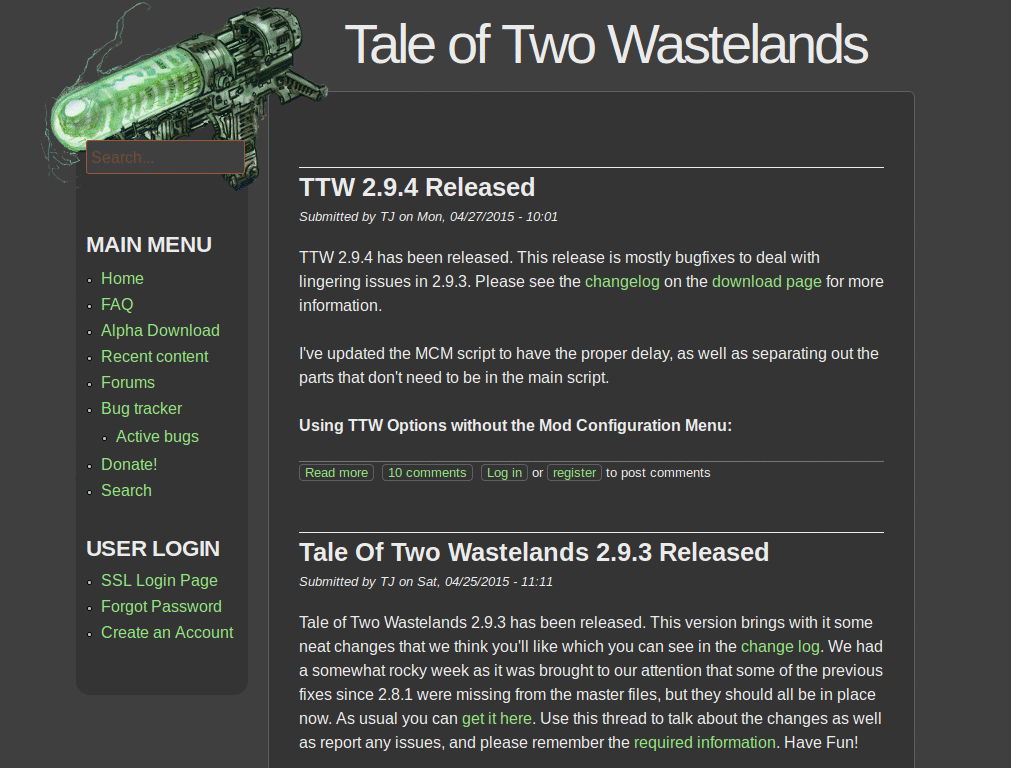 Tale of Two Wastelands
Search...
MAIN MENU
Home
FAQ
Alpha Download
Recent content
Forums
Bug tracker
Active bugs
Donate!
Search
USER LOGIN
SSL Login Page
Forgot Password
Create an Account
TTW 2.9.4 Released
Submitted by TJ on Mon, 04/27/2015 - 10:01
TTW 2.9.4 has been released. This release is mostly bugfixes to deal with
lingering issues in 2.9.3. Please see the changelog on the download page for more
information.
I've updated the MCM script to have the proper delay, as well as separating out the
parts that don't need to be in the main script.
Using TTW Options without the Mod Configuration Menu:
Read more 10 comments Log in or register to post comments
Tale Of Two Wastelands 2.9.3 Released
Submitted by TJ on Sat, 04/25/2015 - 11:11
Tale of Two Wastelands 2.9.3 has been released. This version brings with it some
neat changes that we think you'll like which you can see in the change log. We had
a somewhat rocky week as it was brought to our attention that some of the previous
fixes since 2.8.1 were missing from the master files, but they should all be in place
now. As usual you can get it here. Use this thread to talk about the changes as well
as report any issues, and please remember the required information. Have Fun!